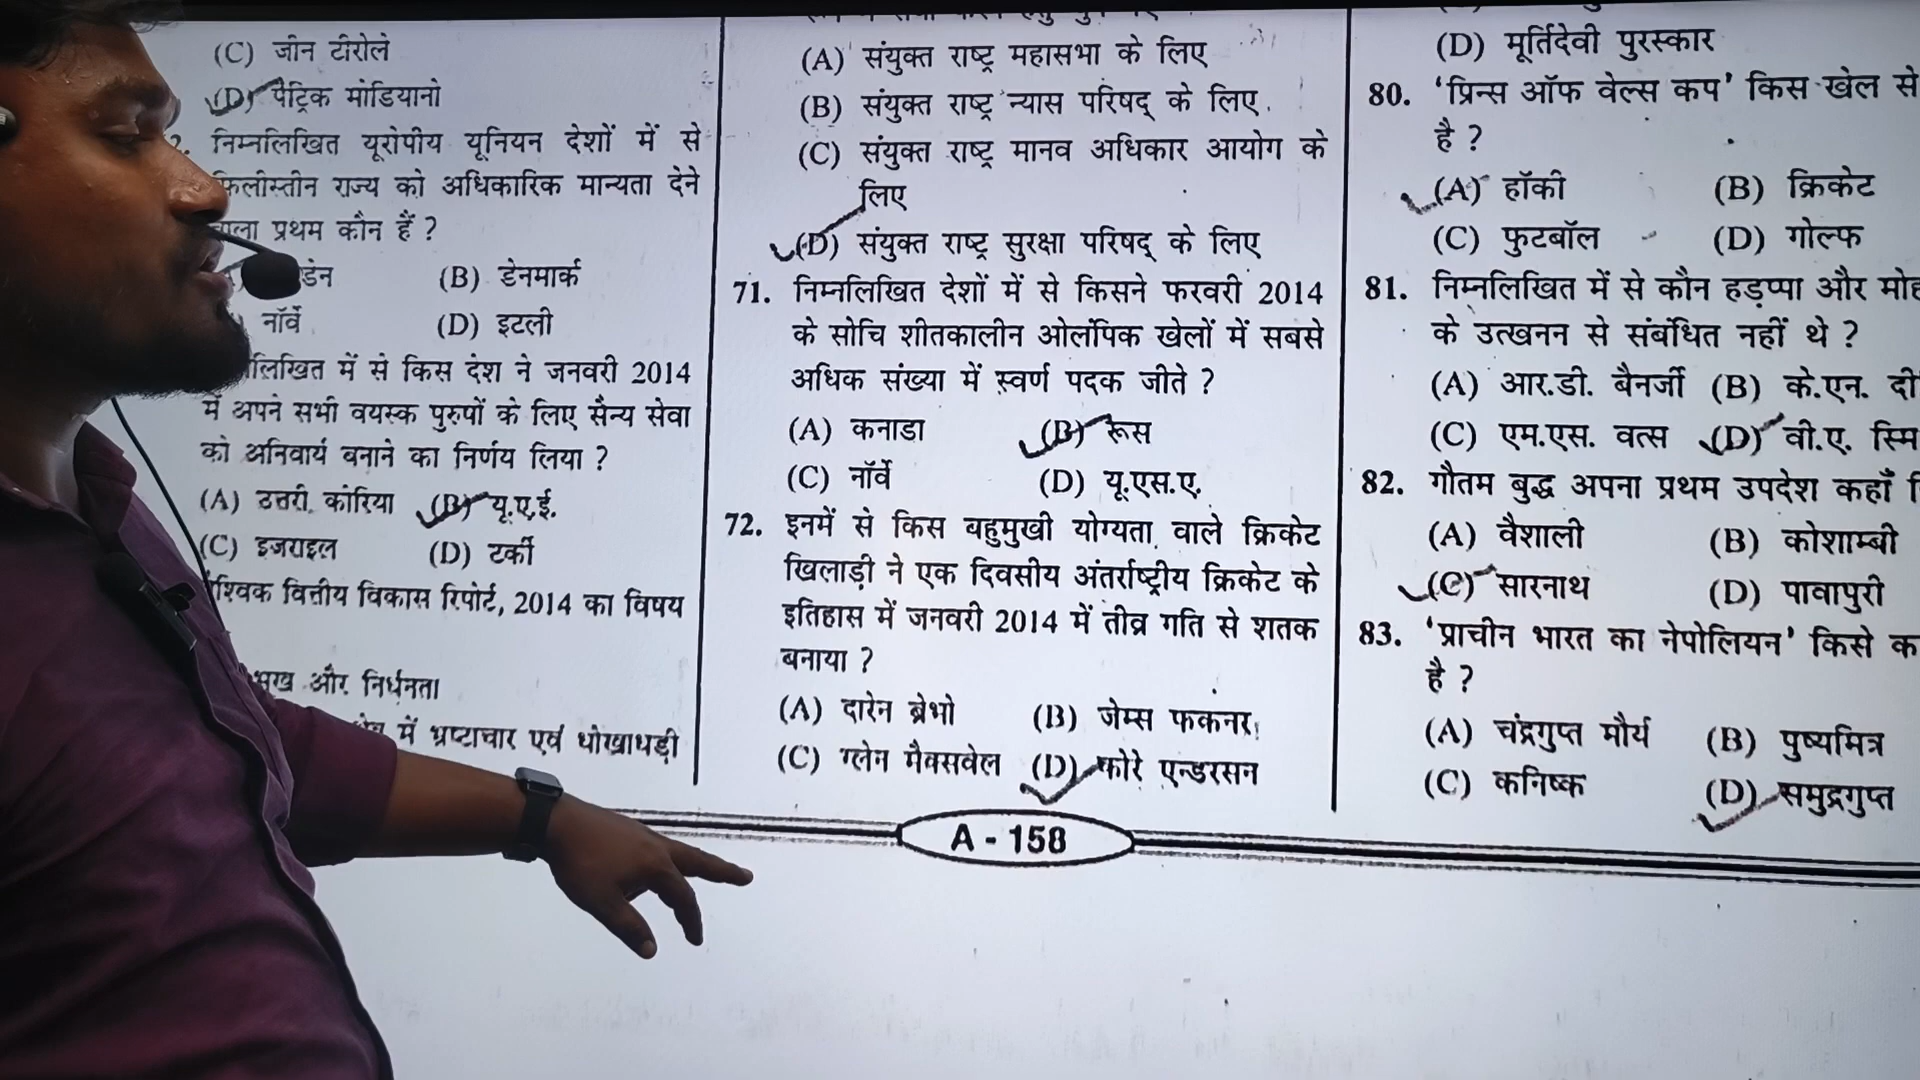 (C) जीन टीरोले
(D) पैट्रिक मोडियानो
निम्नलिखित यूरोपीय यूनियन देशों में से
फिलीस्तीन राज्य को अधिकारिक मान्यता देने
वाला प्रथम कौन हैं ?
(B) डेनमार्क
नॉर्वे (D) इटली
में से किस देश ने जनवरी 2014
में अपने सभी वयस्क पुरुषों के लिए सैन्य सेवा
को अनिवार्य बनाने का निर्णय लिया ?
(A) उत्तरी कोरिया (B) यू.ए.ई.
(C) इजराइल (D) टर्की
वित्तीय विकास रिपोर्ट, 2014 का विषय
भूख और निर्धनता
में भ्रष्टाचार एवं धोखाधड़ी
(A) संयुक्त राष्ट्र महासभा के लिए
(B) संयुक्त राष्ट्र न्यास परिषद् के लिए
(C) संयुक्त राष्ट्र मानव अधिकार आयोग के
लिए
(D) संयुक्त राष्ट्र सुरक्षा परिषद् के लिए
71. निम्नलिखित देशों में से किसने फरवरी 2014
के सोचि शीतकालीन ओलंपिक खेलों में सबसे
अधिक संख्या में स्वर्ण पदक जीते ?
(A) कनाडा (B) रूस
(C) नॉर्वे (D) यू.एस.ए.
72. इनमें से किस बहुमुखी योग्यता वाले क्रिकेट
खिलाड़ी ने एक दिवसीय अंतर्राष्ट्रीय क्रिकेट के
इतिहास में जनवरी 2014 में तीव्र गति से शतक
बनाया ?
(A) दारेन ब्रेभो (B) जेम्स फकनर
(C) ग्लेन मैक्सवेल (D) कोरे एन्डरसन
(D) मूर्तिदेवी पुरस्कार
80. 'प्रिन्स ऑफ वेल्स कप' किस खेल से
है ?
(A) हॉकी (B) क्रिकेट
(C) फुटबॉल (D) गोल्फ
81. निम्नलिखित में से कौन हड़प्पा और
के उत्खनन से संबंधित नहीं थे ?
(A) आर.डी. बैनर्जी (B) के.एन.
(C) एम.एस. वत्स (D) वी.ए.
82. गौतम बुद्ध अपना प्रथम उपदेश कहाँ
(A) वैशाली (B) कोशाम्बी
(C) सारनाथ (D) पावापुरी
83. 'प्राचीन भारत का नेपोलियन' किसे
है ?
(A) चंद्रगुप्त मौर्य (B) पुष्यमित्र
(C) कनिष्क (D) समुद्रगुप्त
A - 158